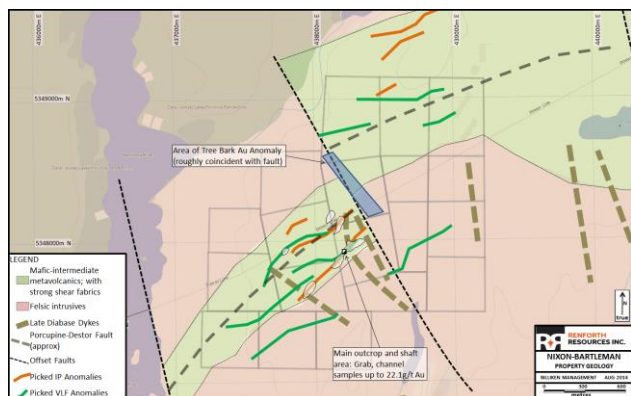 436000m E
437000m E
438000m E
439000m E
440000m E
5349000m N
Area of Tree Bark Au Anomaly
(roughly coincident with fault)
5348000m N
LEGEND
Mafic-intermediate
metavolcanics; with
strong shear fabrics
Felsic intrusives
Late Diabase Dykes
Porcupine-Destor Fault
(approx)
Offset Faults
Picked IP Anomalies
Picked VLF Anomalies
Main outcrop and shaft
area: Grab, channel
samples up to 22.1g/t Au
N
true
RENFORTH
RESOURCES INC.
NIXON-BARTLEMAN
PROPERTY GEOLOGY
BILLIKEN MANAGEMENT AUG 2014
metres